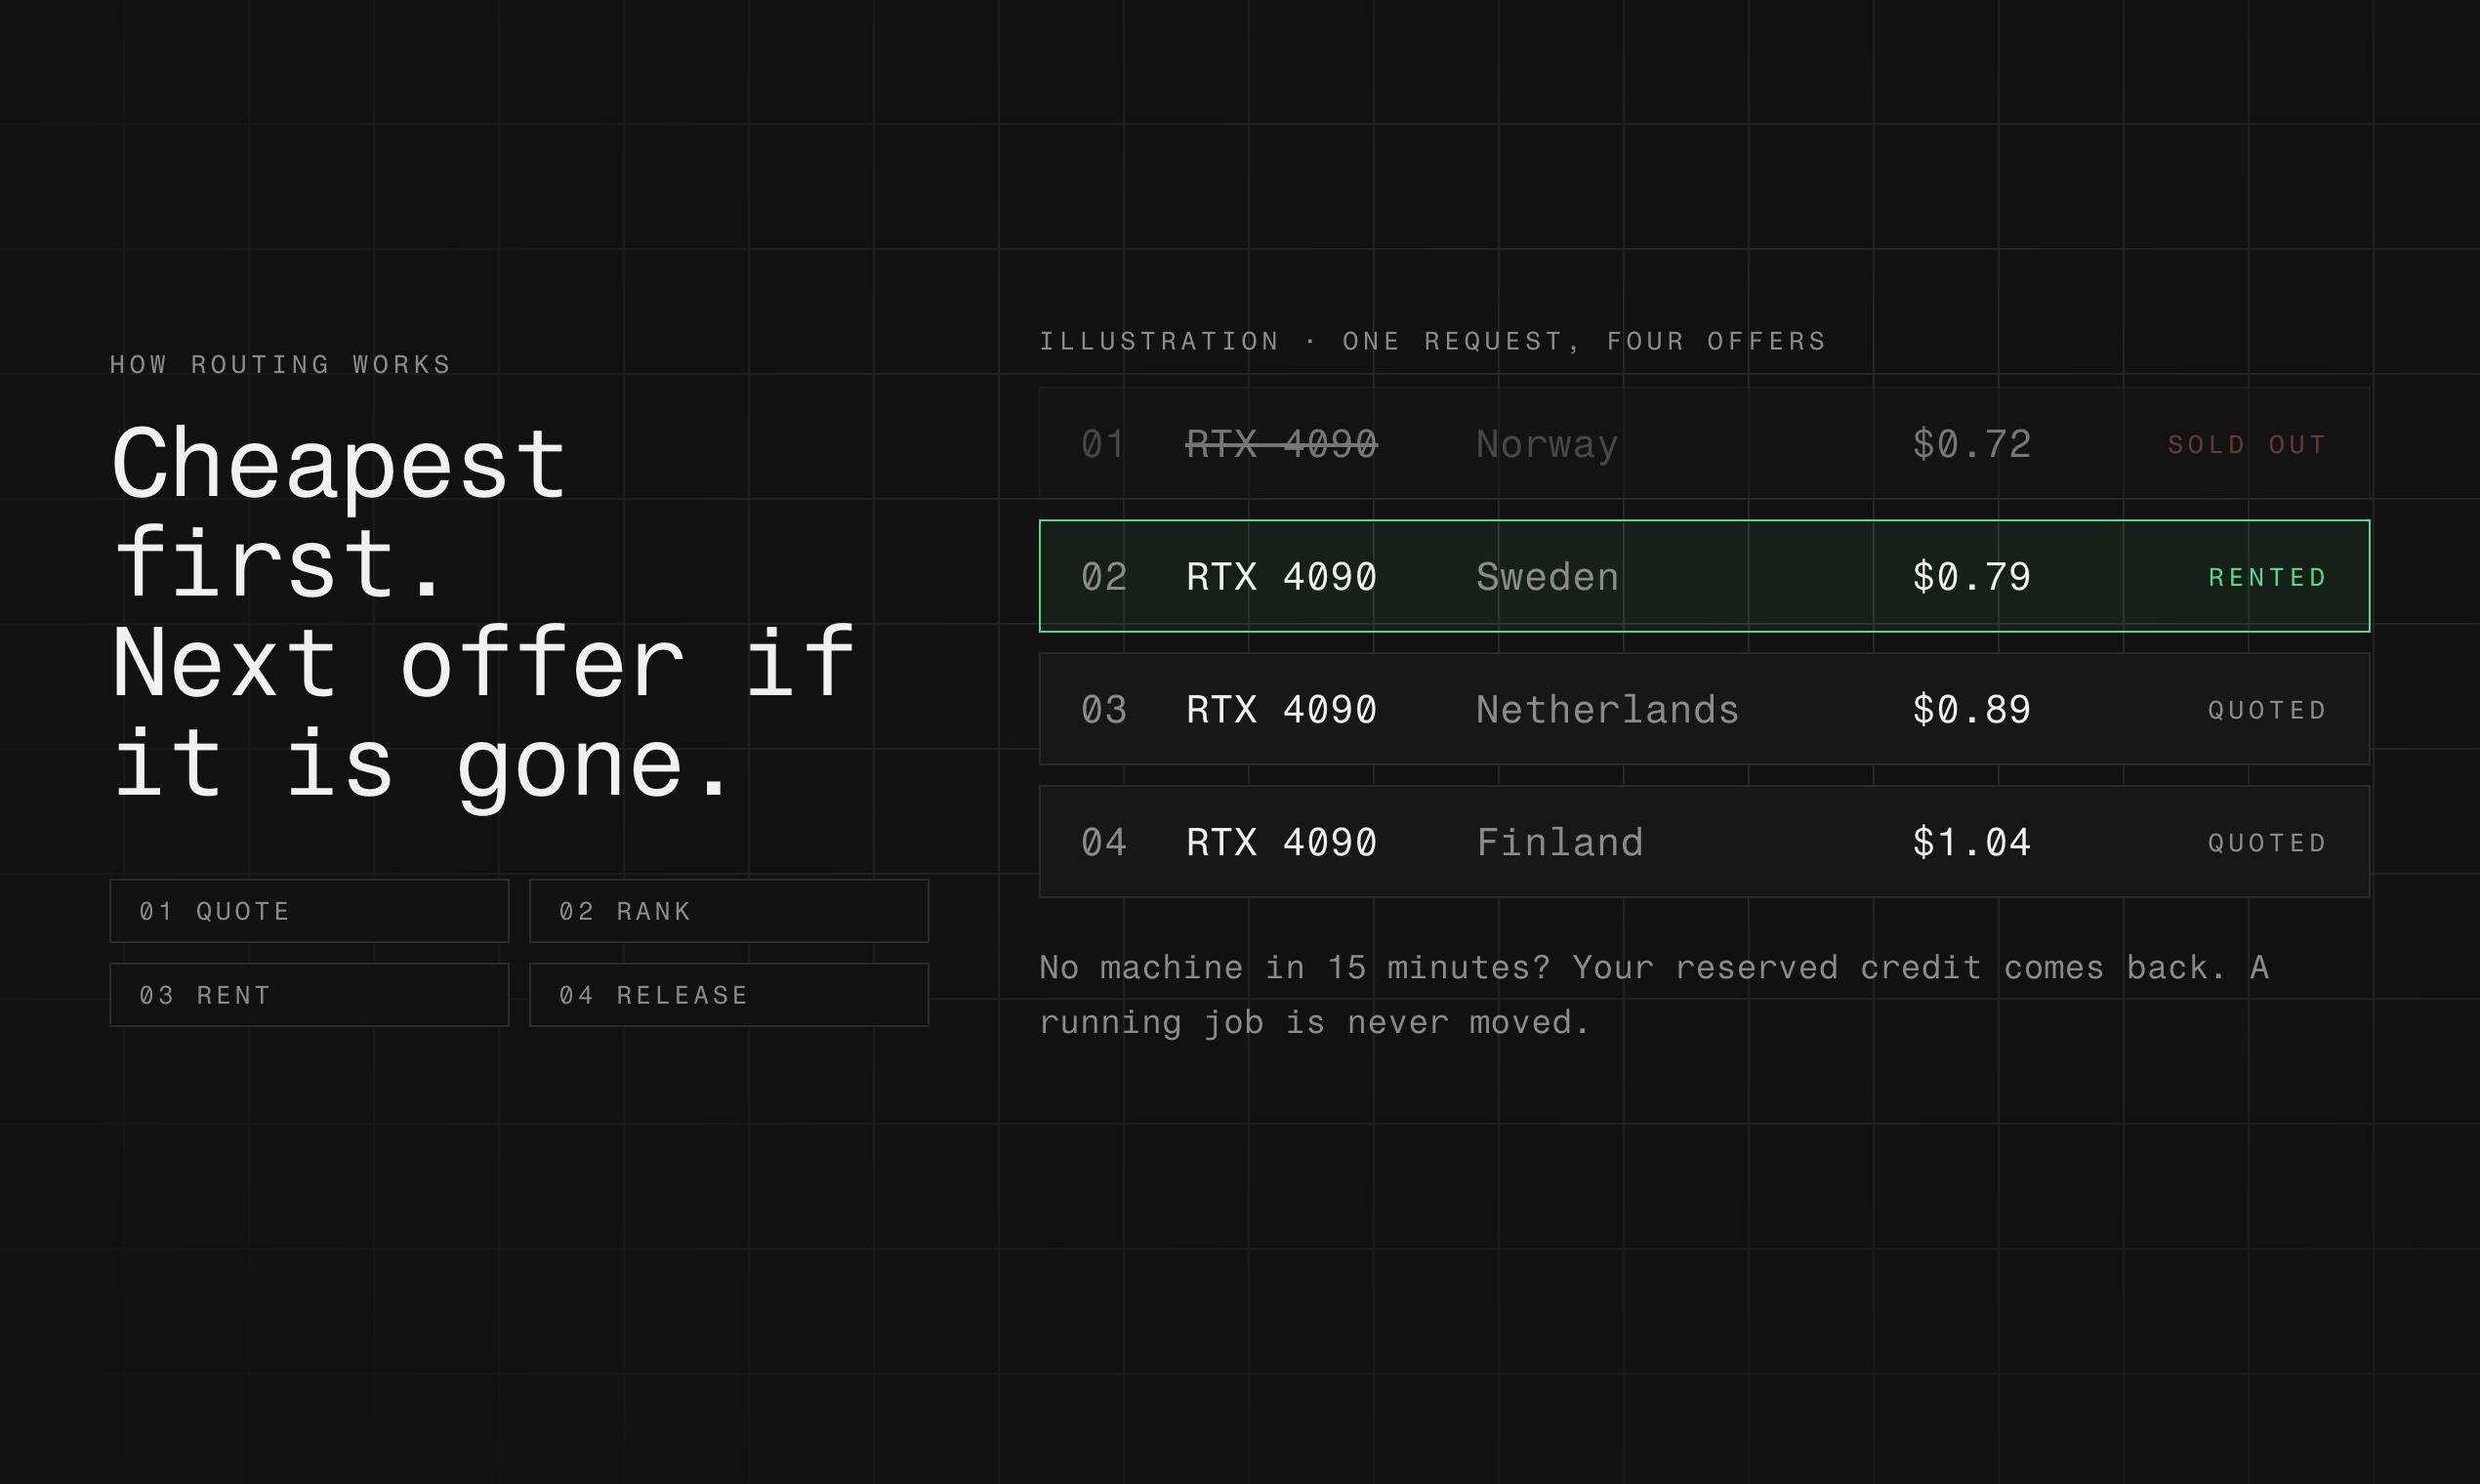 HOW ROUTING WORKS
Cheapest
first.
Next offer if
it is gone.
01 QUOTE
02 RANK
03 RENT
04 RELEASE
ILLUSTRATION · ONE REQUEST, FOUR OFFERS
01 RTX 4090 Norway $0.72 SOLD OUT
02 RTX 4090 Sweden $0.79 RENTED
03 RTX 4090 Netherlands $0.89 QUOTED
04 RTX 4090 Finland $1.04 QUOTED
No machine in 15 minutes? Your reserved credit comes back. A
running job is never moved.